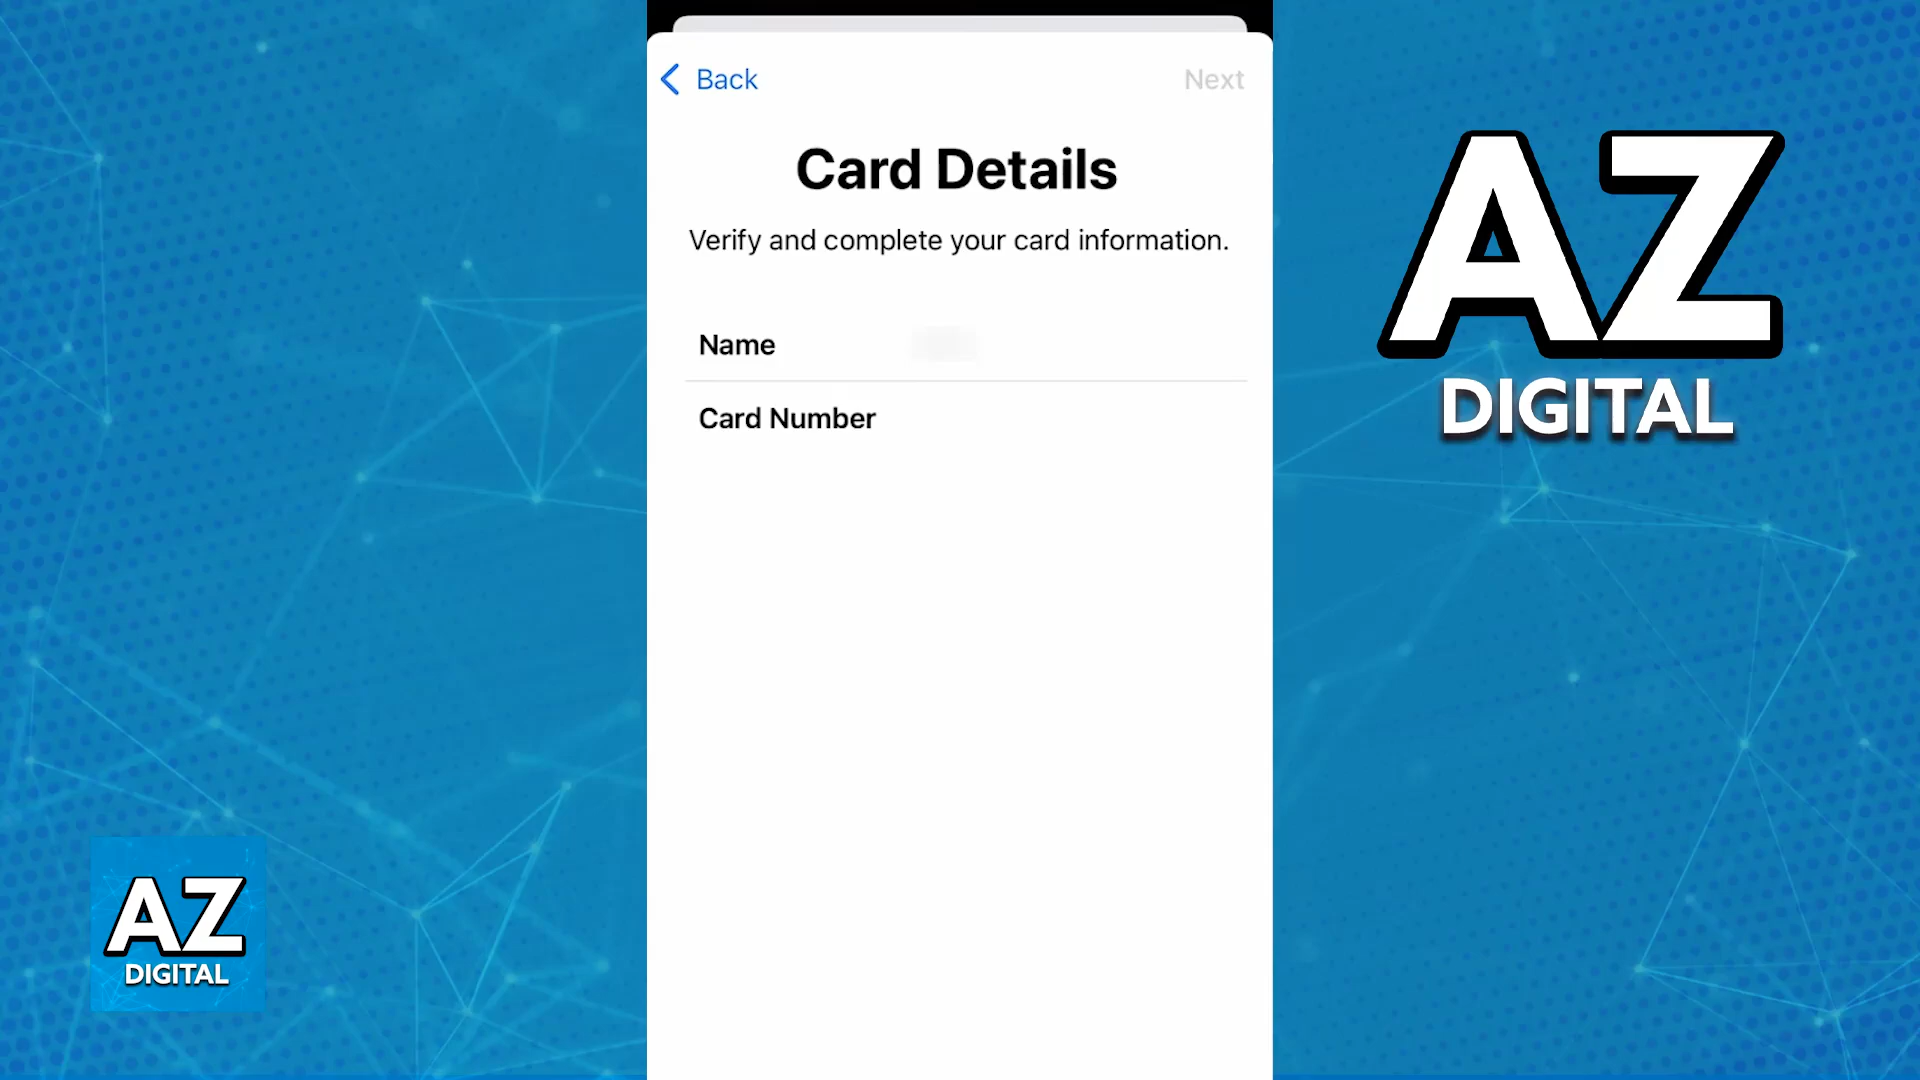 Back
Next
Card Details
Verify and complete your card information.
Name
Card Number
AZ
DIGITAL
AZ
DIGITAL